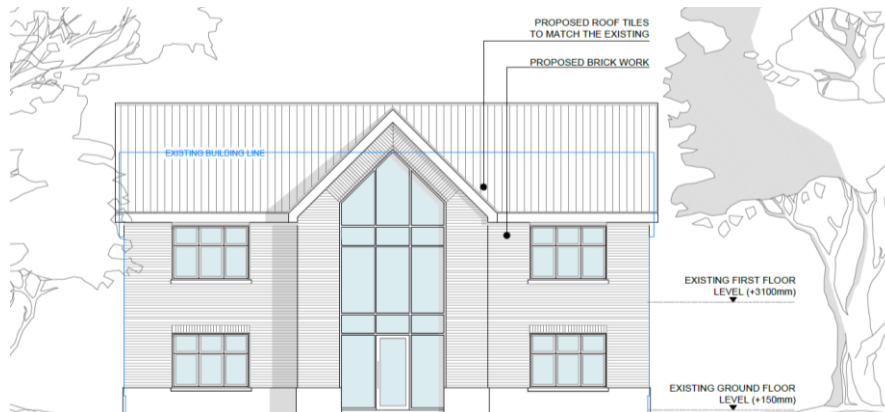 PROPOSED ROOF TILES
TO MATCH THE EXISTING
PROPOSED BRICK WORK
EXISTING BUILDING LINE
EXISTING FIRST FLOOR
LEVEL (+3100mm)
EXISTING GROUND FLOOR
LEVEL (+150mm)